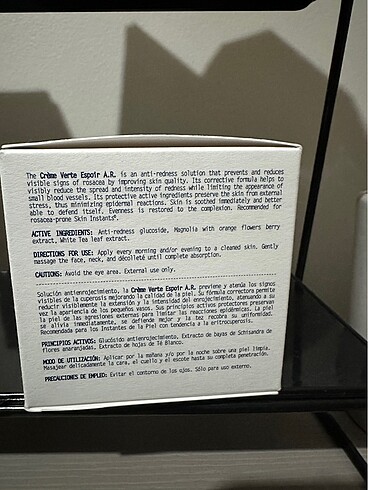 The Crème Verte Espoir A.R. is an anti-redness solution that prevents and reduces
visible signs of rosacea by improving skin quality. Its corrective formula helps to
visibly reduce the spread and intensity of redness while limiting the appearance of
small blood vessels. Its protective active ingredients preserve the skin from external
stress, thus minimizing epidermal reactions. Skin is soothed immediately and better
able to defend itself. Evenness is restored to the complexion. Recommended for
rosacea-prone Skin Instants©.
ACTIVE INGREDIENTS: Anti-redness glucoside, Magnolia with orange flowers berry
extract, White Tea leaf extract.
DIRECTIONS FOR USE: Apply every morning and/or evening to a cleansed skin. Gently
massage the face, neck, and décolleté until complete absorption.
CAUTIONS: Avoid the eye area. External use only.
Solución antienrojecimiento, la Crème Verte Espoir A.R. previene y atenúa los signos
visibles de la cuperosis mejorando la calidad de la piel. Su fórmula correctora permite
reducir visiblemente la extensión y la intensidad del enrojecimiento, atenuando a su
vez la apariencia de los pequeños vasos. Sus principios activos protectores preservan
la piel de las agresiones externas para limitar las reacciones epidérmicas. La piel
se alivia inmediatamente, se defiende mejor y la tez recobra su uniformidad.
Recomendada para los Instantes de la Piel con tendencia a la eritrocuperosis.
PRINCIPIOS ACTIVOS: Glucósido antienrojecimiento, Extracto de bayas de Schisandra de
flores anaranjadas, Extracto de hojas de Té Blanco.
MODO DE UTILIZACIÓN: Aplicar por la mañana y/o por la noche sobre una piel limpia.
Masajear delicadamente la cara, el cuello y el escote hasta su completa penetración.
PRECAUCIONES DE EMPLEO: Evitar el contorno de los ojos. Sólo para uso externo.